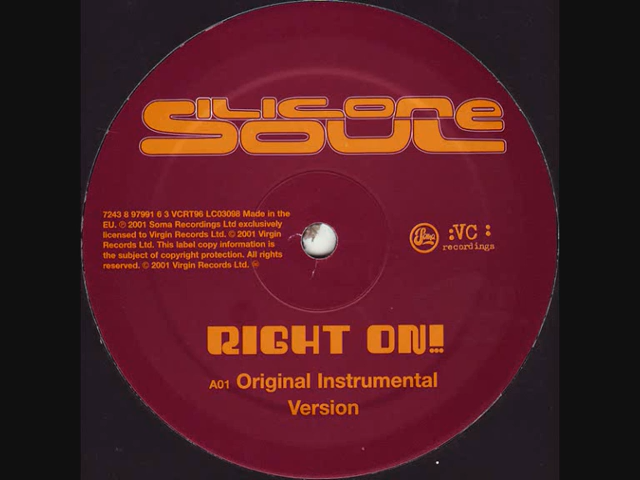 SILICONE
SOUL
7243 8 97991 6 3 VCRT96 LC03098 Made in the
EU. ℗ 2001 Soma Recordings Ltd exclusively
licensed to Virgin Records Ltd. © 2001 Virgin
Records Ltd. This label copy information is
the subject of copyright protection. All rights
reserved. © 2001 Virgin Records Ltd.
Soma
:VC:
recordings
RIGHT ON!
A01 Original Instrumental
Version